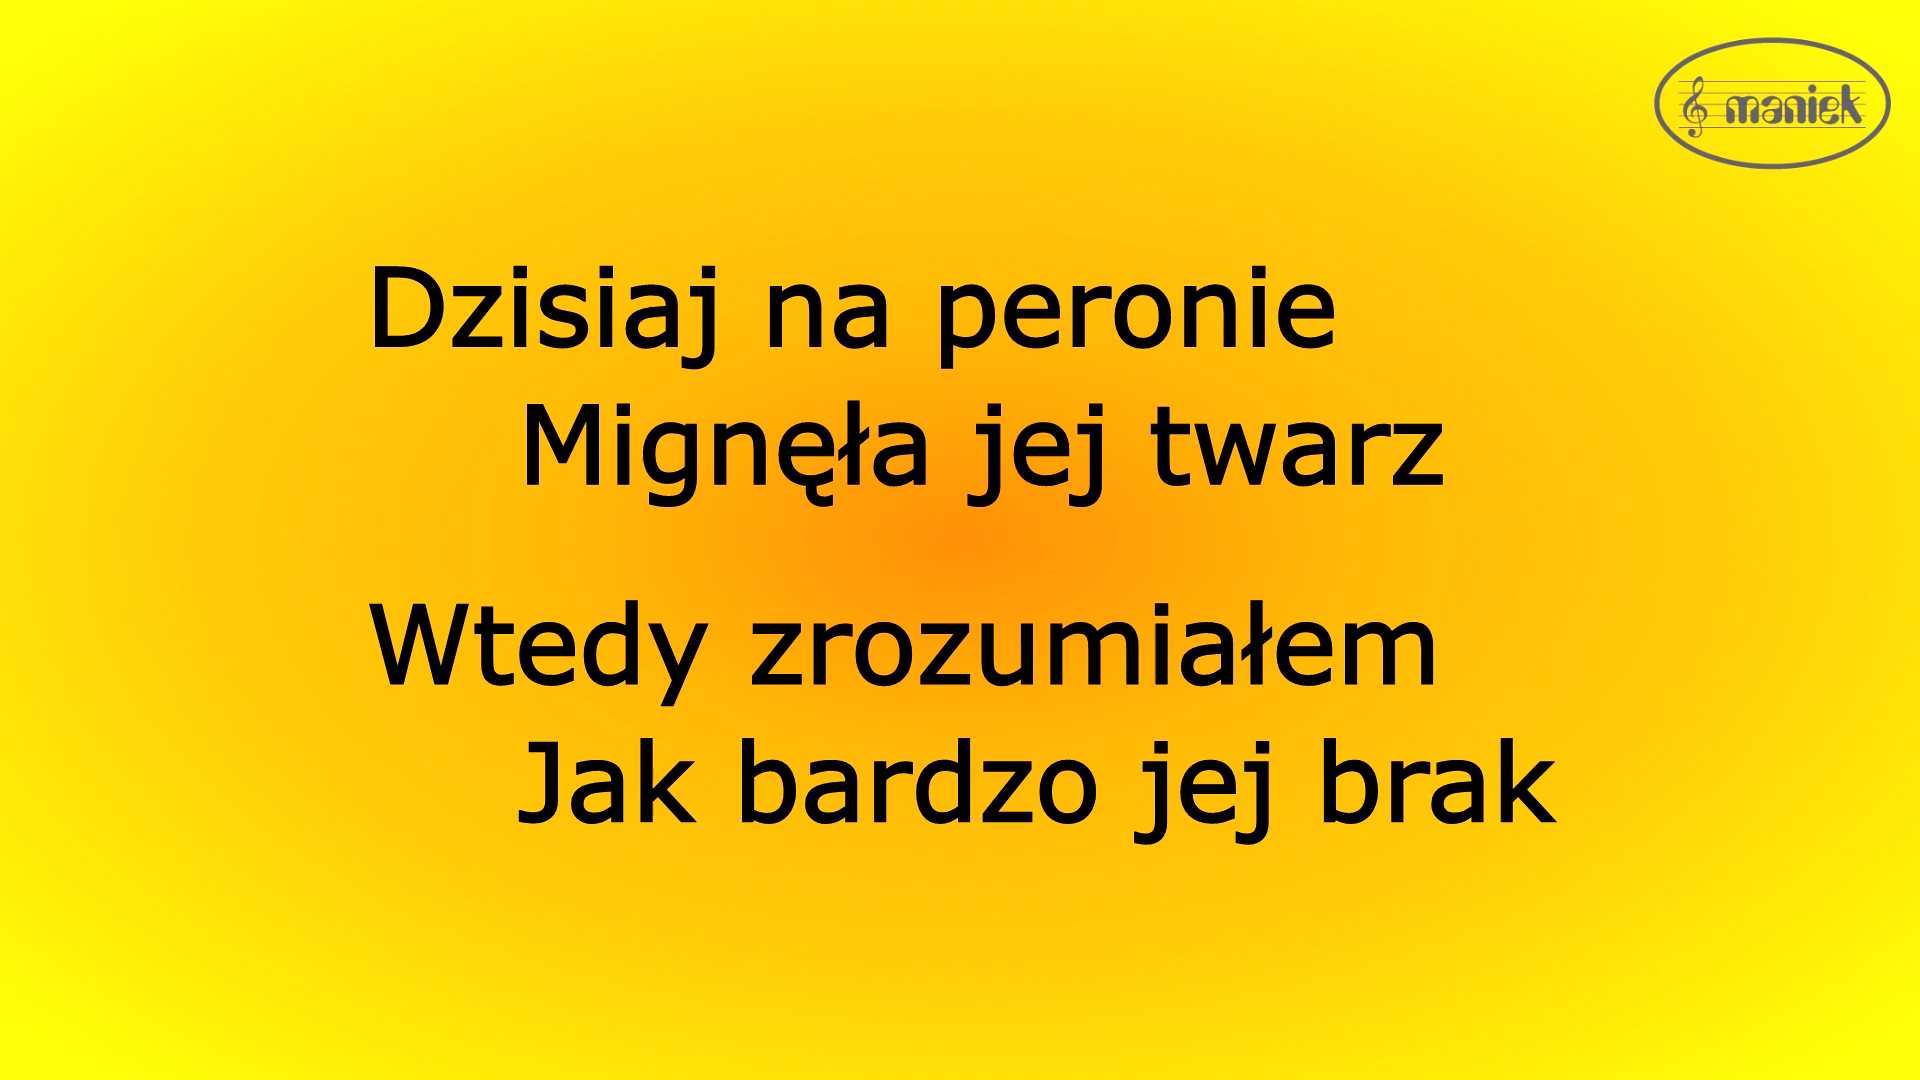 maniek
Dzisiaj na peronie
Mignęła jej twarz
Wtedy zrozumiałem
Jak bardzo jej brak